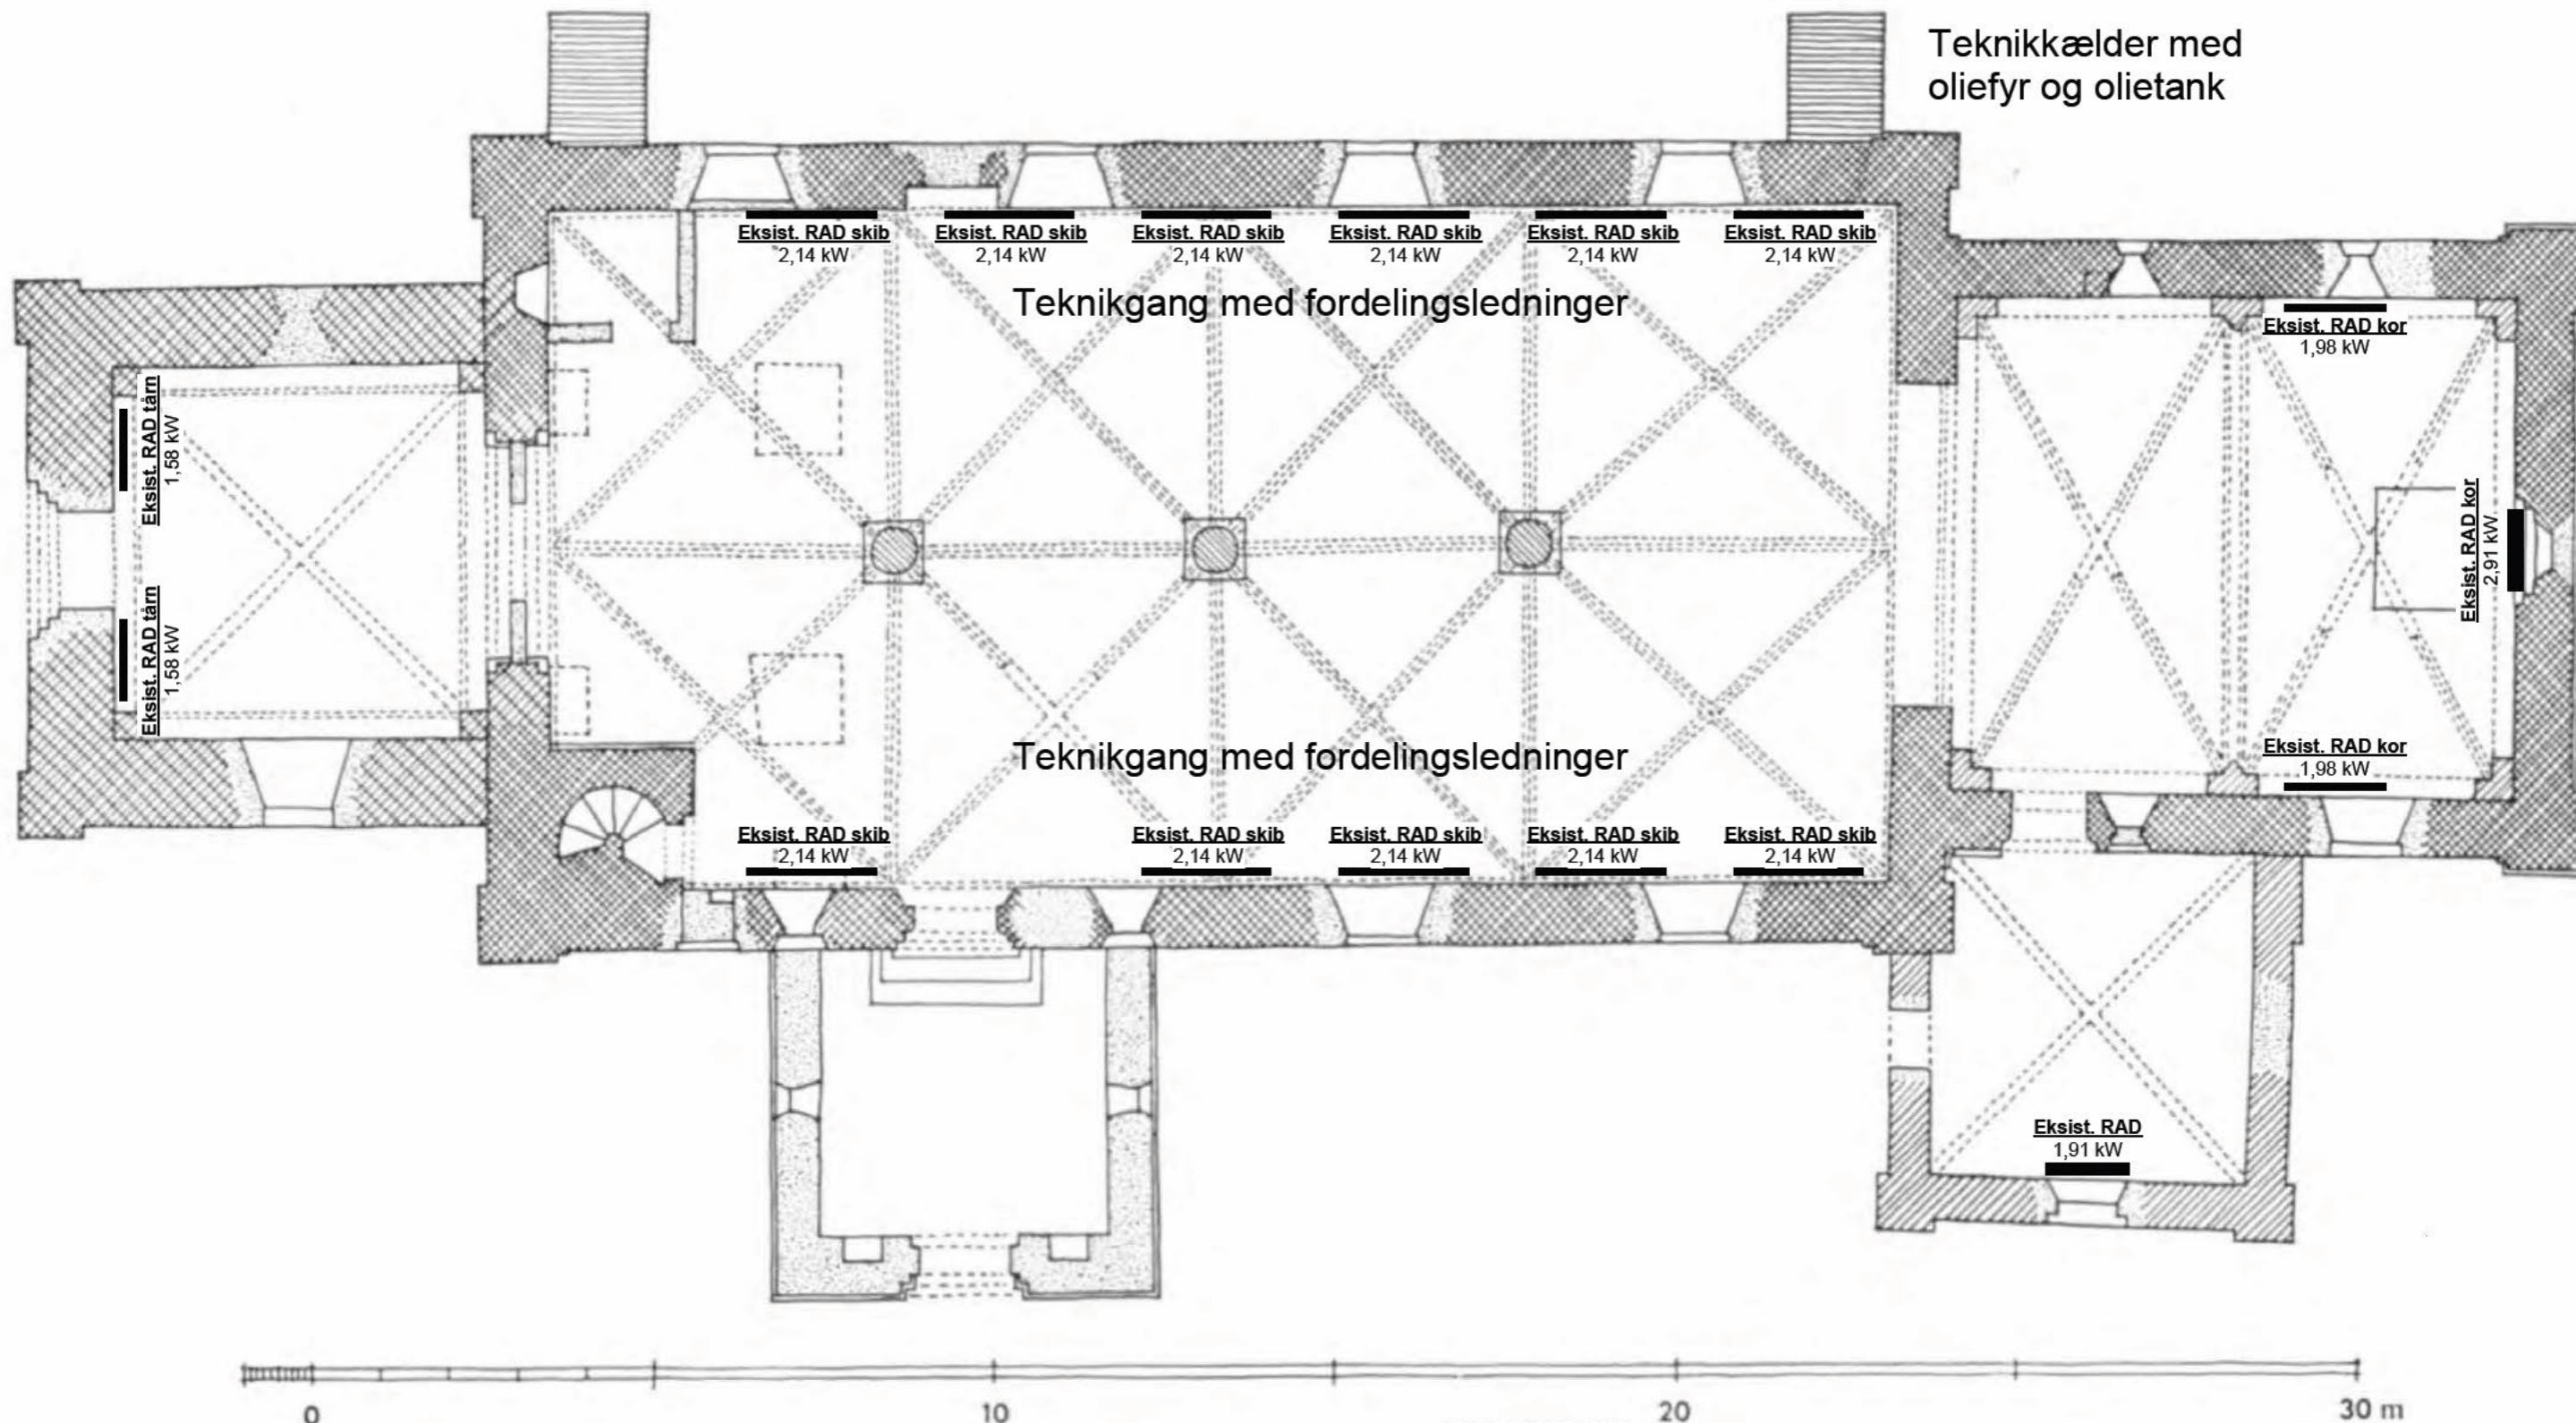 Teknikkælder med
oliefyr og olietank
Eksist. RAD skib
2,14 kW
Eksist. RAD skib
2,14 kW
Eksist. RAD skib
2,14 kW
Eksist. RAD skib
2,14 kW
Eksist. RAD skib
2,14 kW
Eksist. RAD skib
2,14 kW
Teknikgang med fordelingsledninger
Eksist. RAD kor
1,98 kW
Eksist. RAD tårn
1,58 kW
Eksist. RAD kor
2,91 kW
Eksist. RAD tårn
1,58 kW
Teknikgang med fordelingsledninger
Eksist. RAD kor
1,98 kW
Eksist. RAD skib
2,14 kW
Eksist. RAD skib
2,14 kW
Eksist. RAD skib
2,14 kW
Eksist. RAD skib
2,14 kW
Eksist. RAD skib
2,14 kW
Eksist. RAD
1,91 kW
0 10 20 30 m